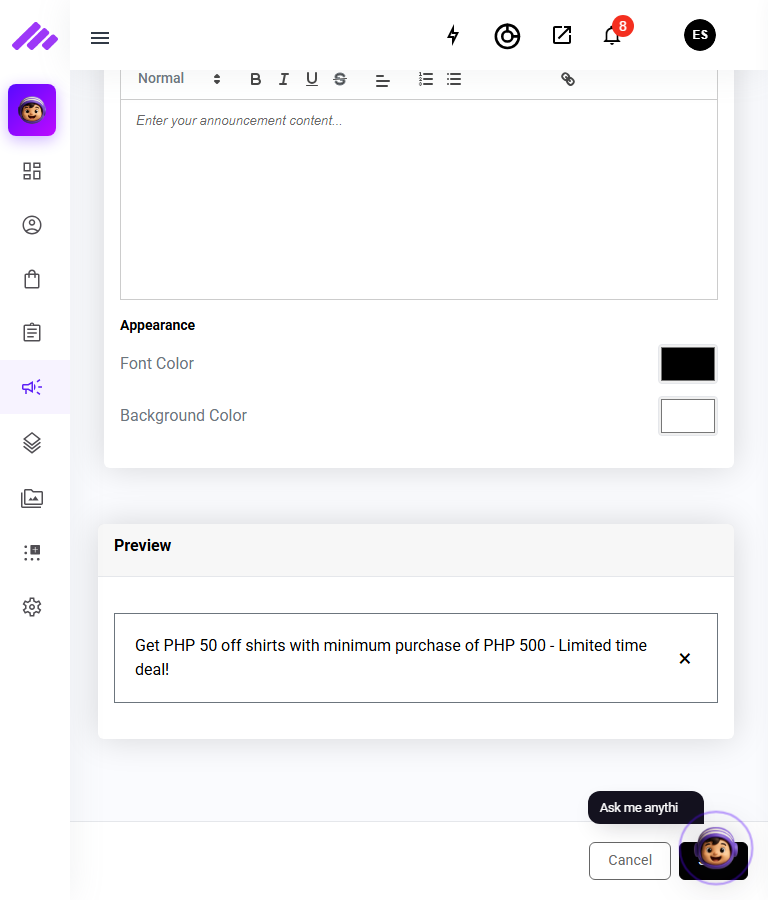 8
ES
Normal
B I U S
Enter your announcement content...
Appearance
Font Color
Background Color
Preview
Get PHP 50 off shirts with minimum purchase of PHP 500 - Limited time
deal!
Ask me anythi
Cancel